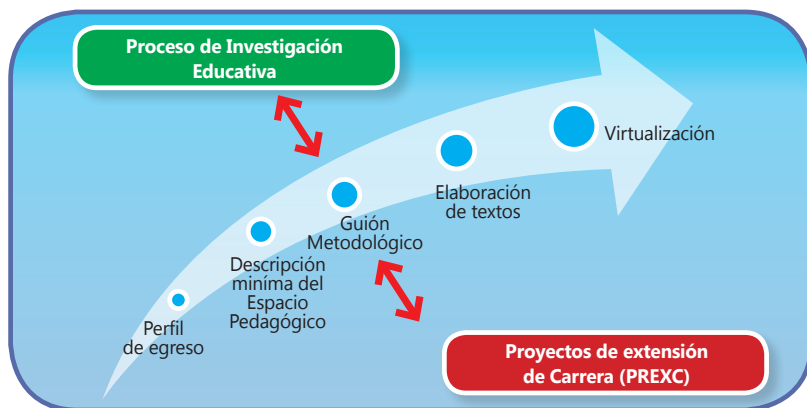 Proceso de Investigación
Educativa
Virtualización
Elaboración
de textos
Guión
Metodológico
Descripción
miníma del
Espacio
Pedagógico
Perfil
de egreso
Proyectos de extensión
de Carrera (PREXC)